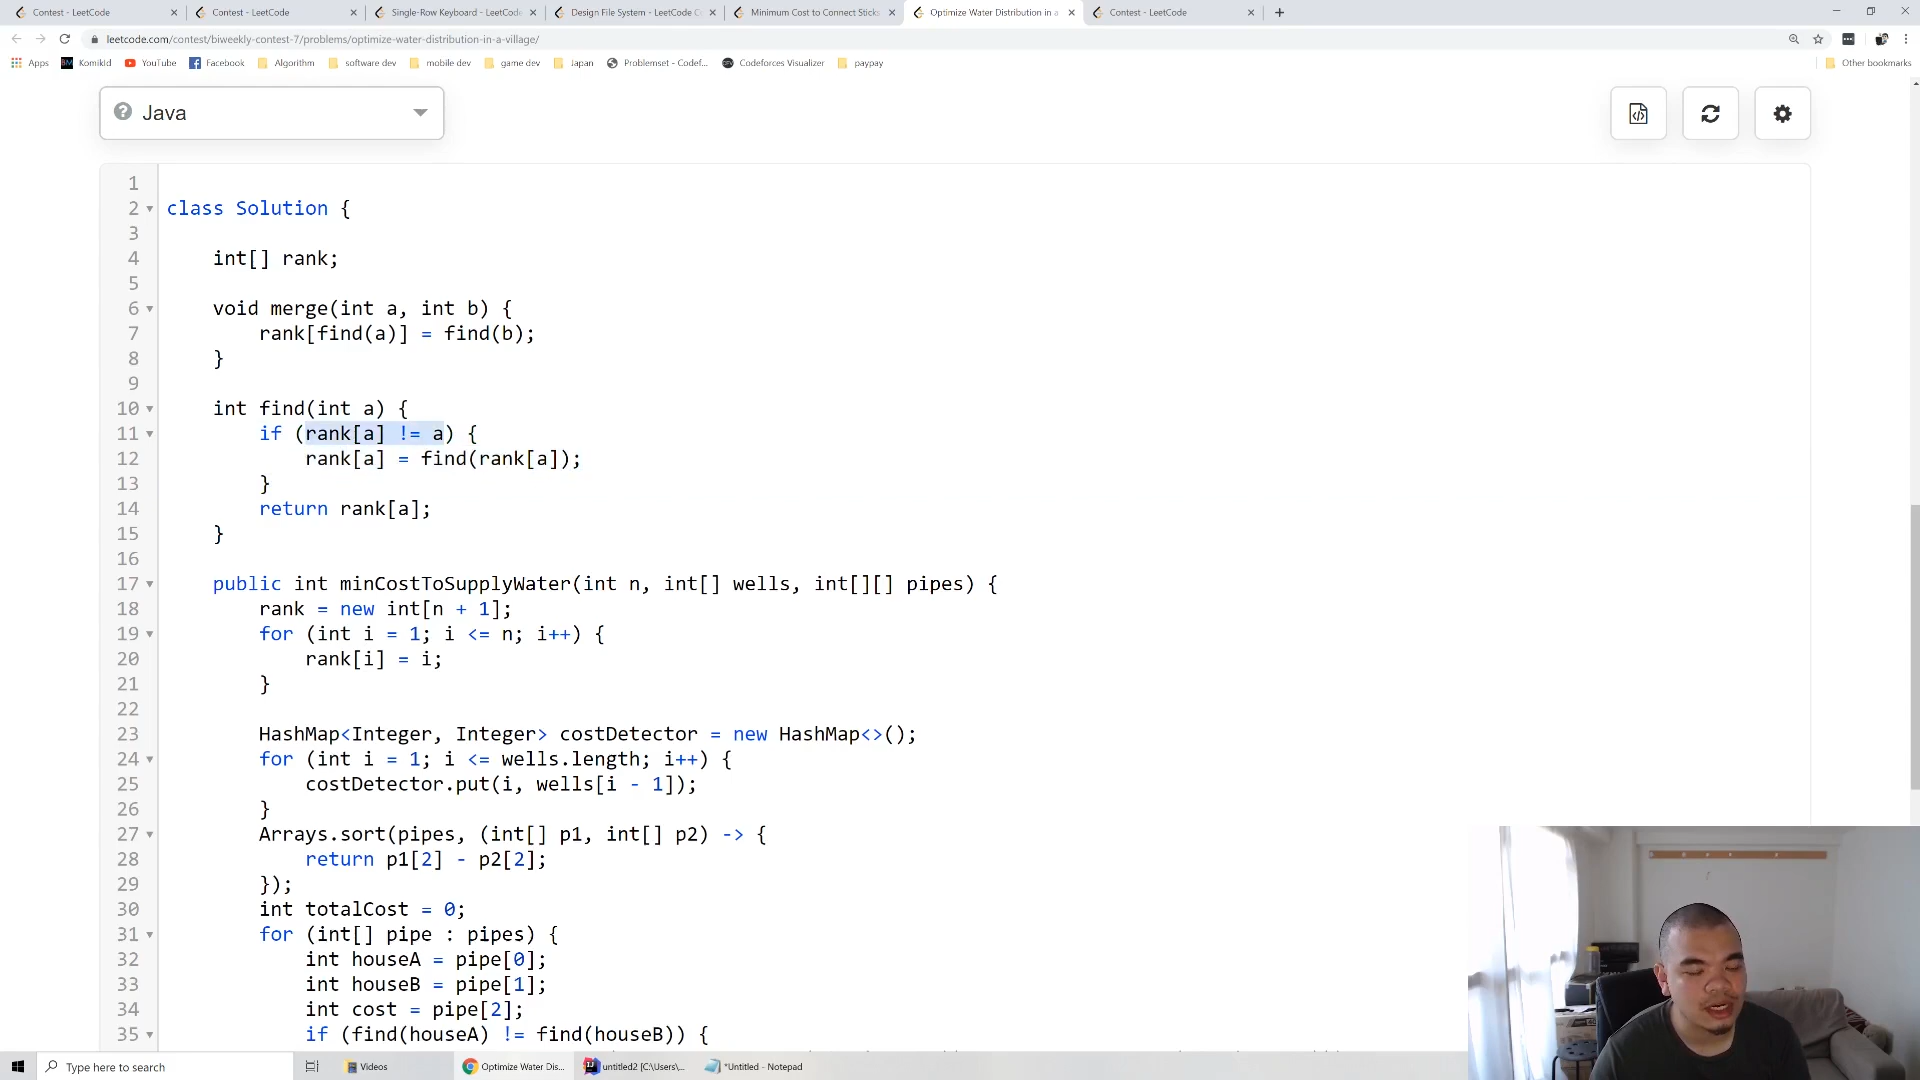 Contest - LeetCode
Contest - LeetCode
Single-Row Keyboard - LeetCode
Design File System - LeetCode Co
Minimum Cost to Connect Sticks
Optimize Water Distribution in a
Contest - LeetCode
leetcode.com/contest/biweekly-contest-7/problems/optimize-water-distribution-in-a-village/
Apps
KomikId
YouTube
Facebook
Algorithm
software dev
mobile dev
game dev
Japan
Problemset - Codef...
Codeforces Visualizer
paypay
Other bookmarks
Java
1
2 class Solution {
3
4 int[] rank;
5
6 void merge(int a, int b) {
7 rank[find(a)] = find(b);
8 }
9
10 int find(int a) {
11 if (rank[a] != a) {
12 rank[a] = find(rank[a]);
13 }
14 return rank[a];
15 }
16
17 public int minCostToSupplyWater(int n, int[] wells, int[][] pipes) {
18 rank = new int[n + 1];
19 for (int i = 1; i <= n; i++) {
20 rank[i] = i;
21 }
22
23 HashMap<Integer, Integer> costDetector = new HashMap<>();
24 for (int i = 1; i <= wells.length; i++) {
25 costDetector.put(i, wells[i - 1]);
26 }
27 Arrays.sort(pipes, (int[] p1, int[] p2) -> {
28 return p1[2] - p2[2];
29 });
30 int totalCost = 0;
31 for (int[] pipe : pipes) {
32 int houseA = pipe[0];
33 int houseB = pipe[1];
34 int cost = pipe[2];
35 if (find(houseA) != find(houseB)) {
Type here to search
Videos
Optimize Water Dis...
untitled2 [C:\Users\...
*Untitled - Notepad